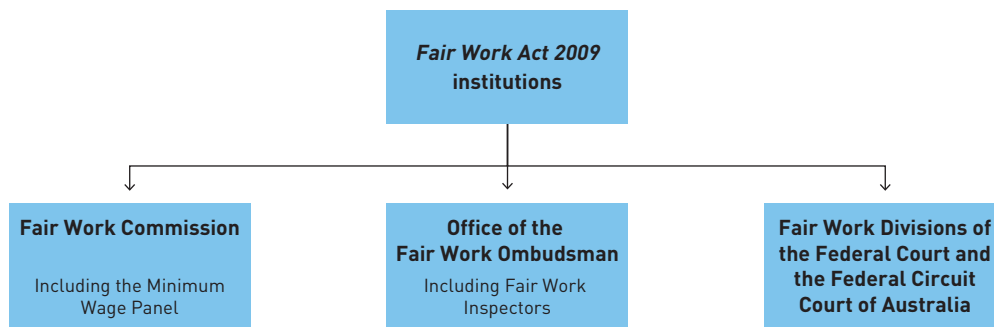 Fair Work Act 2009
institutions
Fair Work Commission
Including the Minimum
Wage Panel
Office of the
Fair Work Ombudsman
Including Fair Work
Inspectors
Fair Work Divisions of
the Federal Court and
the Federal Circuit
Court of Australia